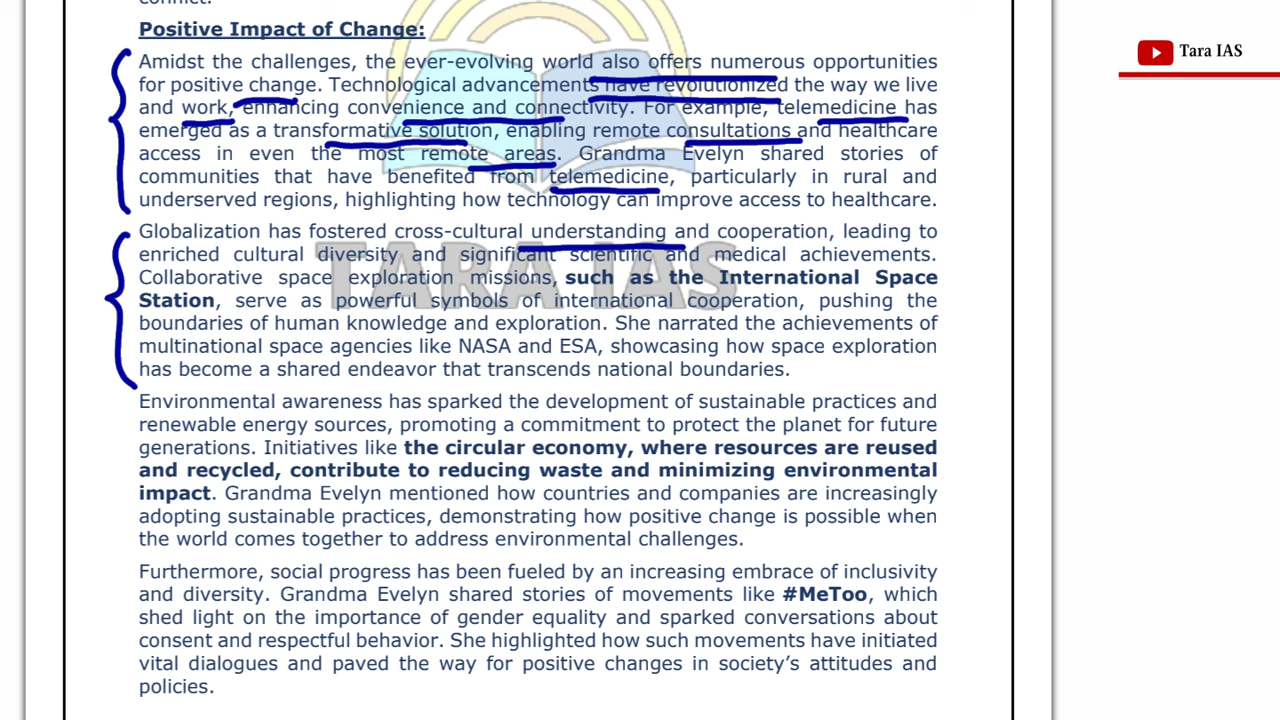 conflict.
Positive Impact of Change:
Amidst the challenges, the ever-evolving world also offers numerous opportunities
for positive change. Technological advancements have revolutionized the way we live
and work, enhancing convenience and connectivity. For example, telemedicine has
emerged as a transformative solution, enabling remote consultations and healthcare
access in even the most remote areas. Grandma Evelyn shared stories of
communities that have benefited from telemedicine, particularly in rural and
underserved regions, highlighting how technology can improve access to healthcare.
Globalization has fostered cross-cultural understanding and cooperation, leading to
enriched cultural diversity and significant scientific and medical achievements.
Collaborative space exploration missions, such as the International Space
Station, serve as powerful symbols of international cooperation, pushing the
boundaries of human knowledge and exploration. She narrated the achievements of
multinational space agencies like NASA and ESA, showcasing how space exploration
has become a shared endeavor that transcends national boundaries.
Environmental awareness has sparked the development of sustainable practices and
renewable energy sources, promoting a commitment to protect the planet for future
generations. Initiatives like the circular economy, where resources are reused
and recycled, contribute to reducing waste and minimizing environmental
impact. Grandma Evelyn mentioned how countries and companies are increasingly
adopting sustainable practices, demonstrating how positive change is possible when
the world comes together to address environmental challenges.
Furthermore, social progress has been fueled by an increasing embrace of inclusivity
and diversity. Grandma Evelyn shared stories of movements like #MeToo, which
shed light on the importance of gender equality and sparked conversations about
consent and respectful behavior. She highlighted how such movements have initiated
vital dialogues and paved the way for positive changes in society's attitudes and
policies.
TARA IAS
Tara IAS